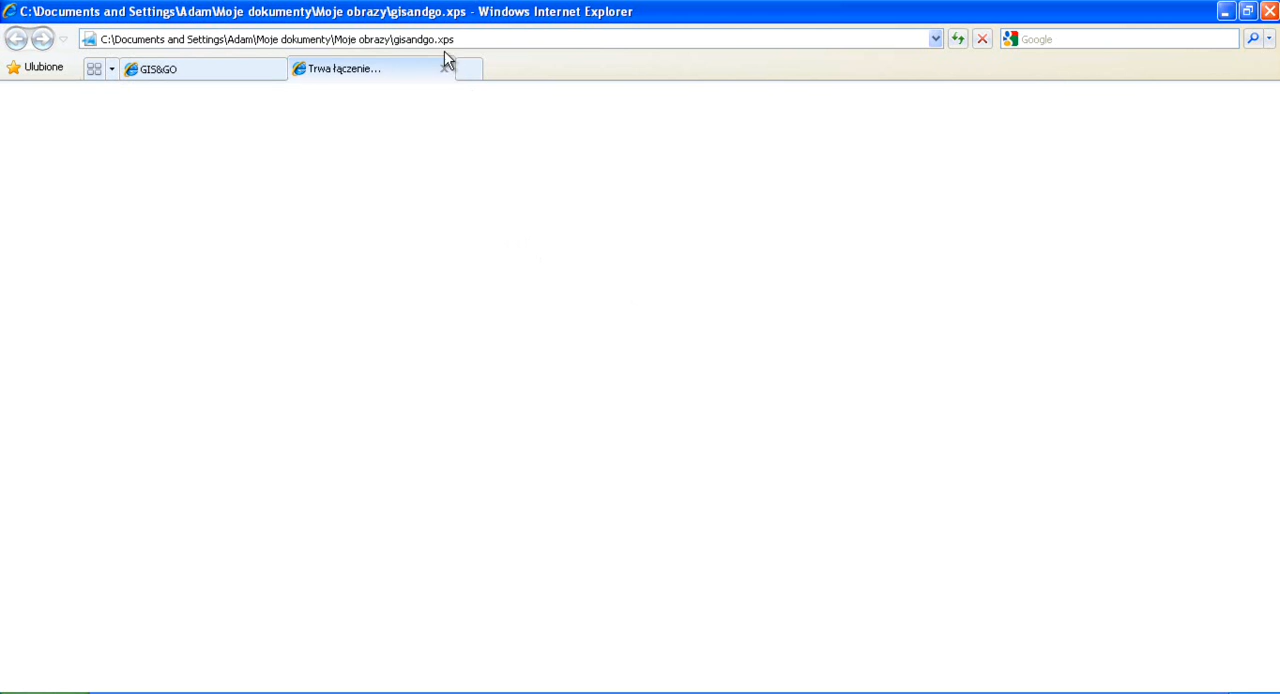 C:\Documents and Settings\Adam\Moje dokumenty\Moje obrazy\gisandgo.xps - Windows Internet Explorer
C:\Documents and Settings\Adam\Moje dokumenty\Moje obrazy\gisandgo.xps
Google
Ulubione
GIS&GO
Trwa łączenie...